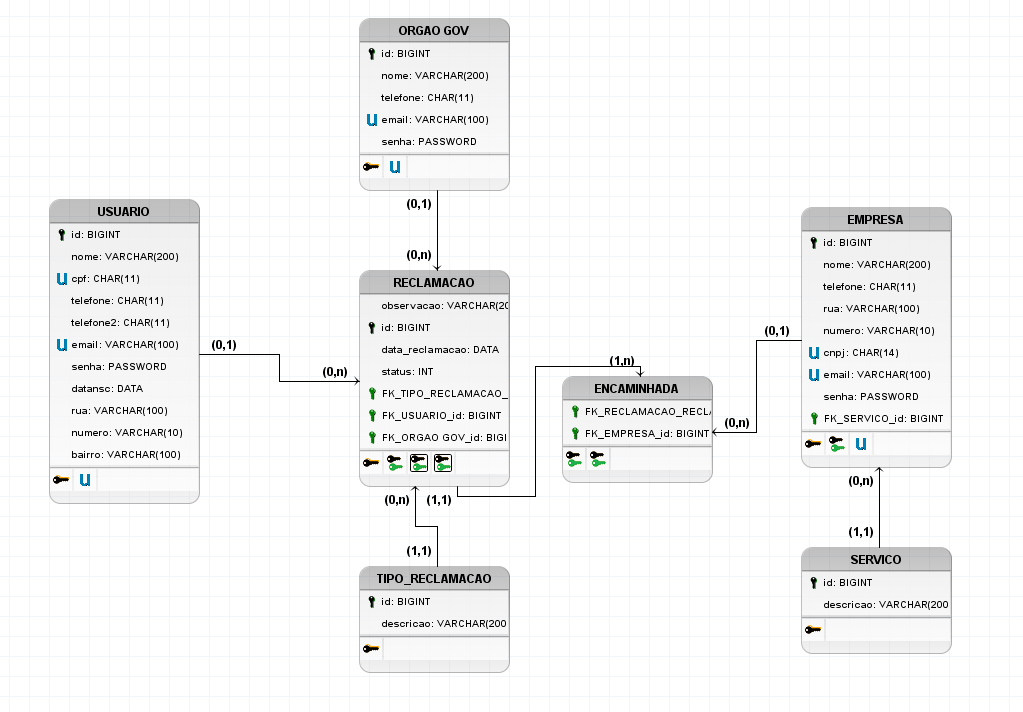 ORGAO GOV
id: BIGINT
nome: VARCHAR(200)
telefone: CHAR(11)
U email: VARCHAR(100)
senha: PASSWORD
U
(0,1)
(0,n)
USUARIO
id: BIGINT
nome: VARCHAR(200)
U cpf: CHAR(11)
telefone: CHAR(11)
telefone2: CHAR(11)
U email: VARCHAR(100)
senha: PASSWORD
datansc: DATA
rua: VARCHAR(100)
numero: VARCHAR(10)
bairro: VARCHAR(100)
U
(0,1)
(0,n)
RECLAMACAO
observacao: VARCHAR(20
id: BIGINT
data_reclamacao: DATA
status: INT
FK_TIPO_RECLAMACAO_
FK_USUARIO_id: BIGINT
FK_ORGAO GOV_id: BIGI
(0,n)
(1,1)
(1,1)
TIPO_RECLAMACAO
id: BIGINT
descricao: VARCHAR(200
(1,n)
ENCAMINHADA
FK_RECLAMACAO_RECL
FK_EMPRESA_id: BIGINT
(0,1)
(0,n)
EMPRESA
id: BIGINT
nome: VARCHAR(200)
telefone: CHAR(11)
rua: VARCHAR(100)
numero: VARCHAR(10)
U cnpj: CHAR(14)
U email: VARCHAR(100)
senha: PASSWORD
FK_SERVICO_id: BIGINT
U
(0,n)
(1,1)
SERVICO
id: BIGINT
descricao: VARCHAR(200